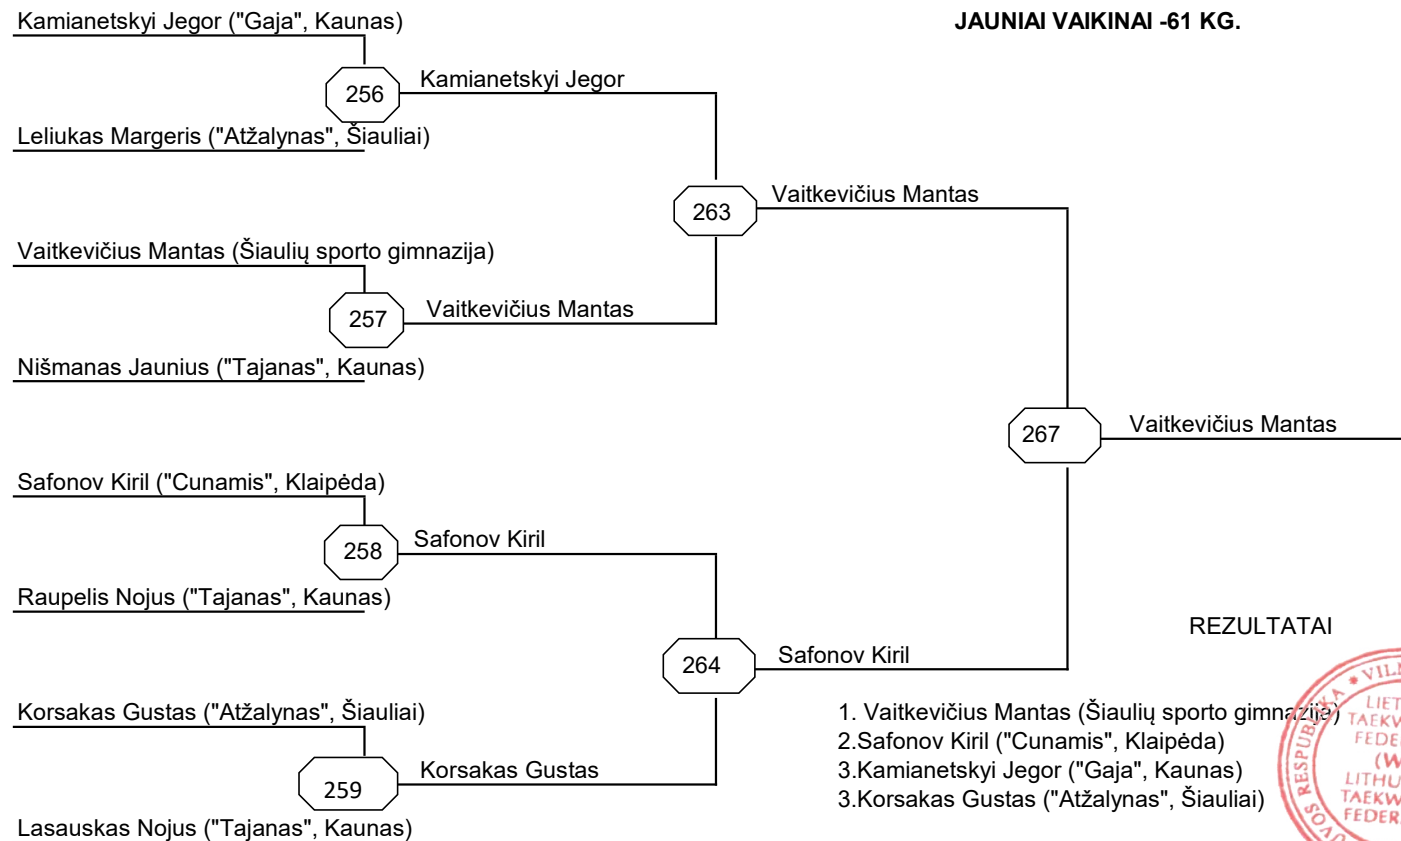 Kamianetskyi Jegor ("Gaja", Kaunas)
JAUNIAI VAIKINAI -61 KG.
256
Kamianetskyi Jegor
Leliukas Margeris ("Atžalynas", Šiauliai)
263
Vaitkevičius Mantas
Vaitkevičius Mantas (Šiaulių sporto gimnazija)
257
Vaitkevičius Mantas
Nišmanas Jaunius ("Tajanas", Kaunas)
267
Vaitkevičius Mantas
Safonov Kiril ("Cunamis", Klaipėda)
258
Safonov Kiril
Raupelis Nojus ("Tajanas", Kaunas)
264
Safonov Kiril
Korsakas Gustas ("Atžalynas", Šiauliai)
259
Korsakas Gustas
Lasauskas Nojus ("Tajanas", Kaunas)
REZULTATAI
1. Vaitkevičius Mantas (Šiaulių sporto gimnazija)
2.Safonov Kiril ("Cunamis", Klaipėda)
3.Kamianetskyi Jegor ("Gaja", Kaunas)
3.Korsakas Gustas ("Atžalynas", Šiauliai)